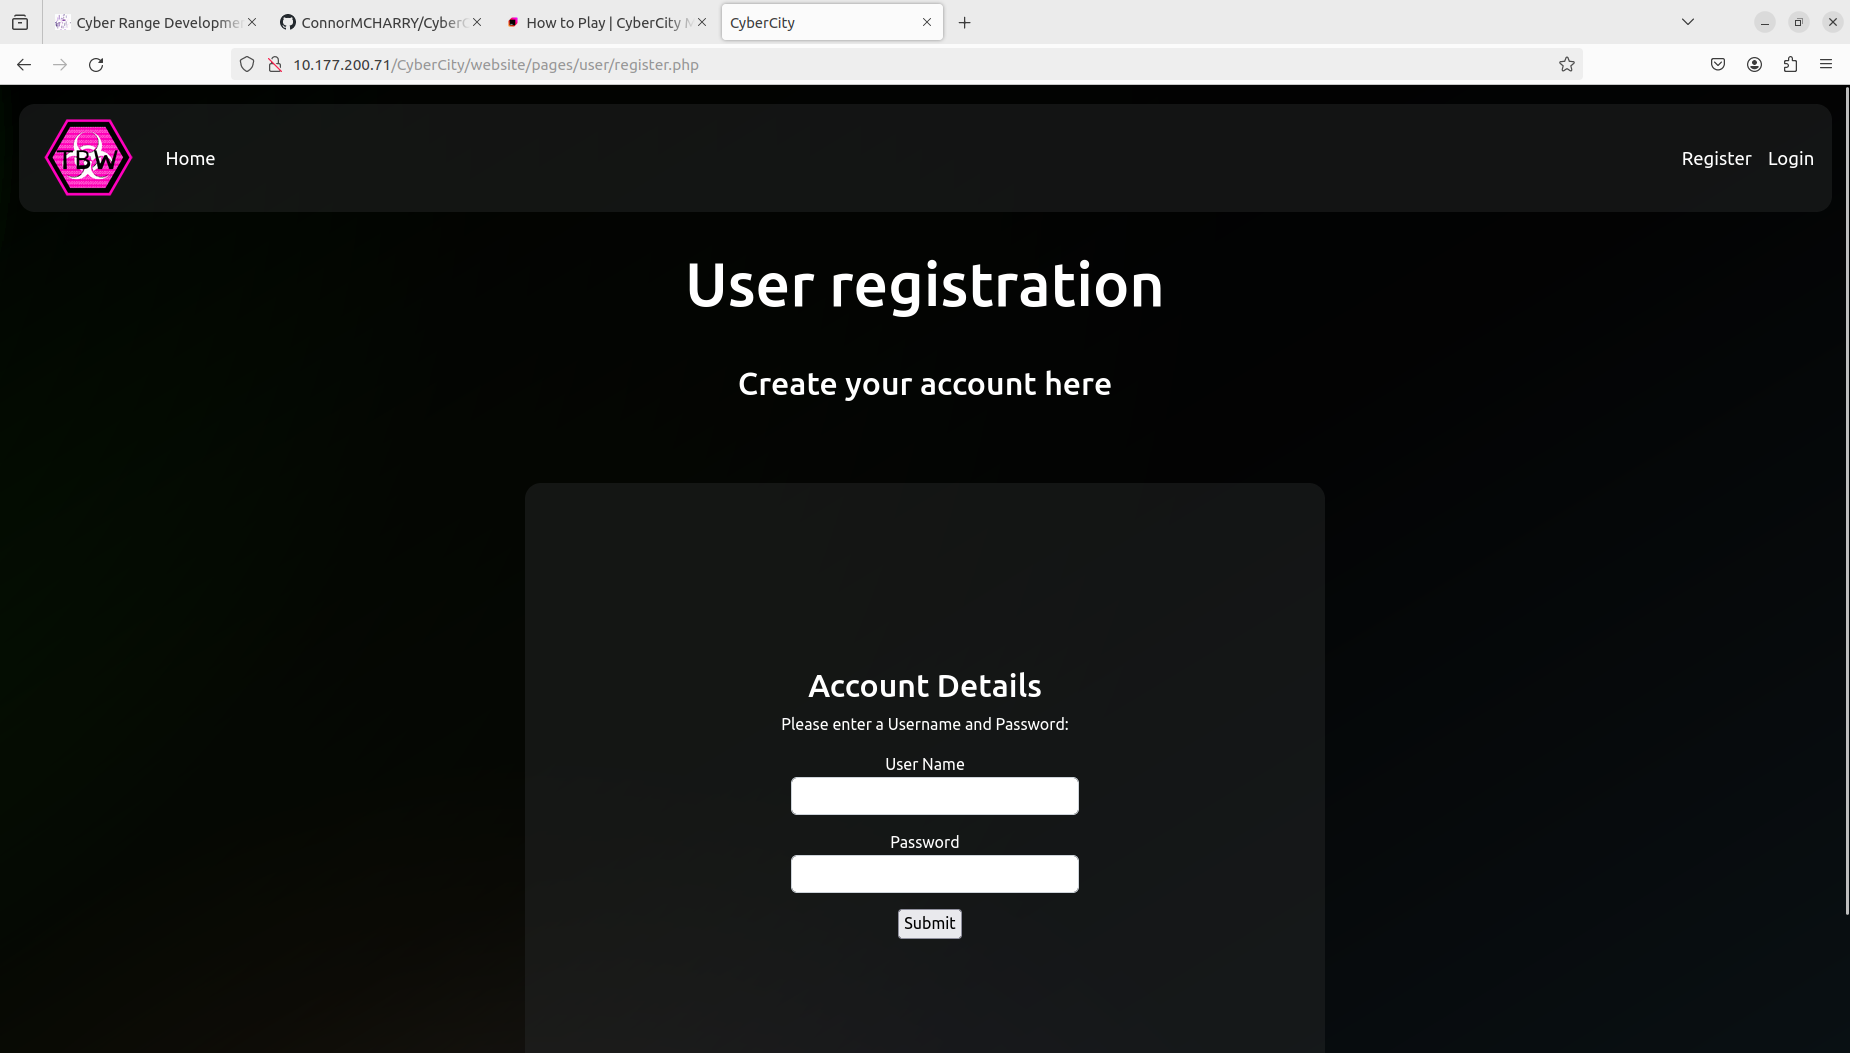 Cyber Range Developme
ConnorMCHARRY/Cyber
How to Play | CyberCity
CyberCity
10.177.200.71/CyberCity/website/pages/user/register.php
TBW
Home
Register
Login
User registration
Create your account here
Account Details
Please enter a Username and Password:
User Name
Password
Submit